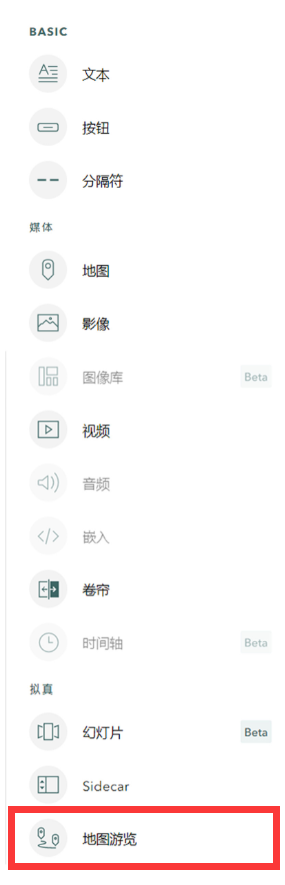 BASIC
文本
按钮
分隔符
媒体
地图
影像
图像库 Beta
视频
音频
嵌入
卷帘
时间轴 Beta
拟真
幻灯片 Beta
Sidecar
地图游览